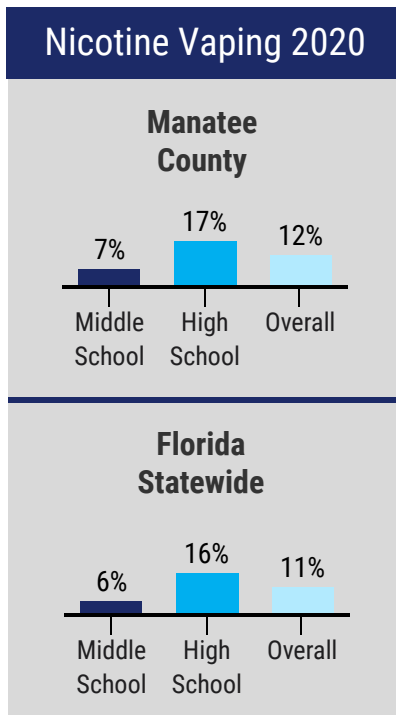 Nicotine Vaping 2020
Manatee
County
7%
17%
12%
Middle
School
High
School
Overall
Florida
Statewide
6%
16%
11%
Middle
School
High
School
Overall